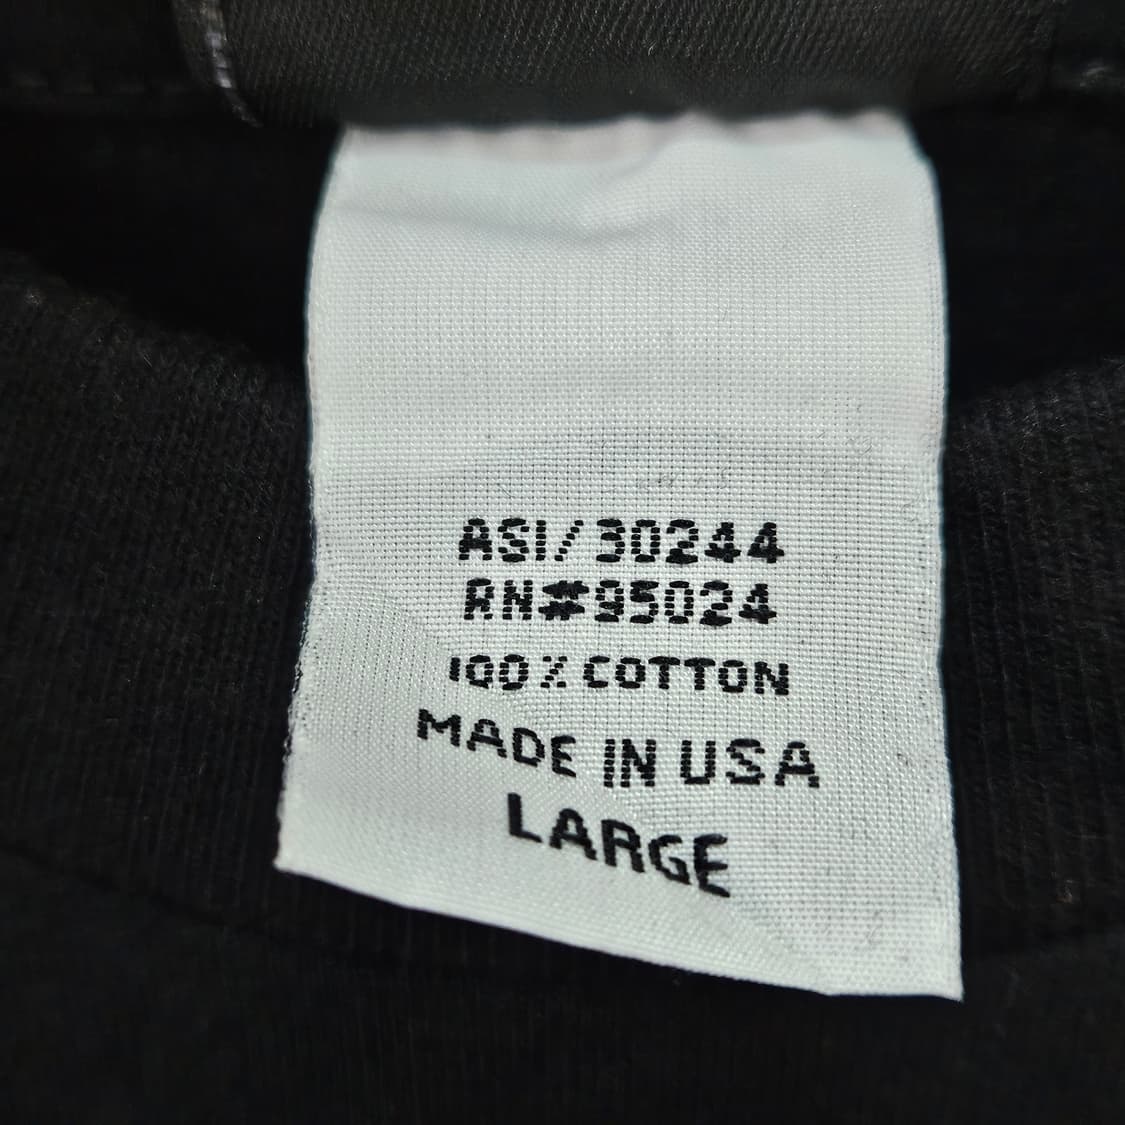 ASI/30244
RN#95024
100% COTTON
MADE IN USA
LARGE